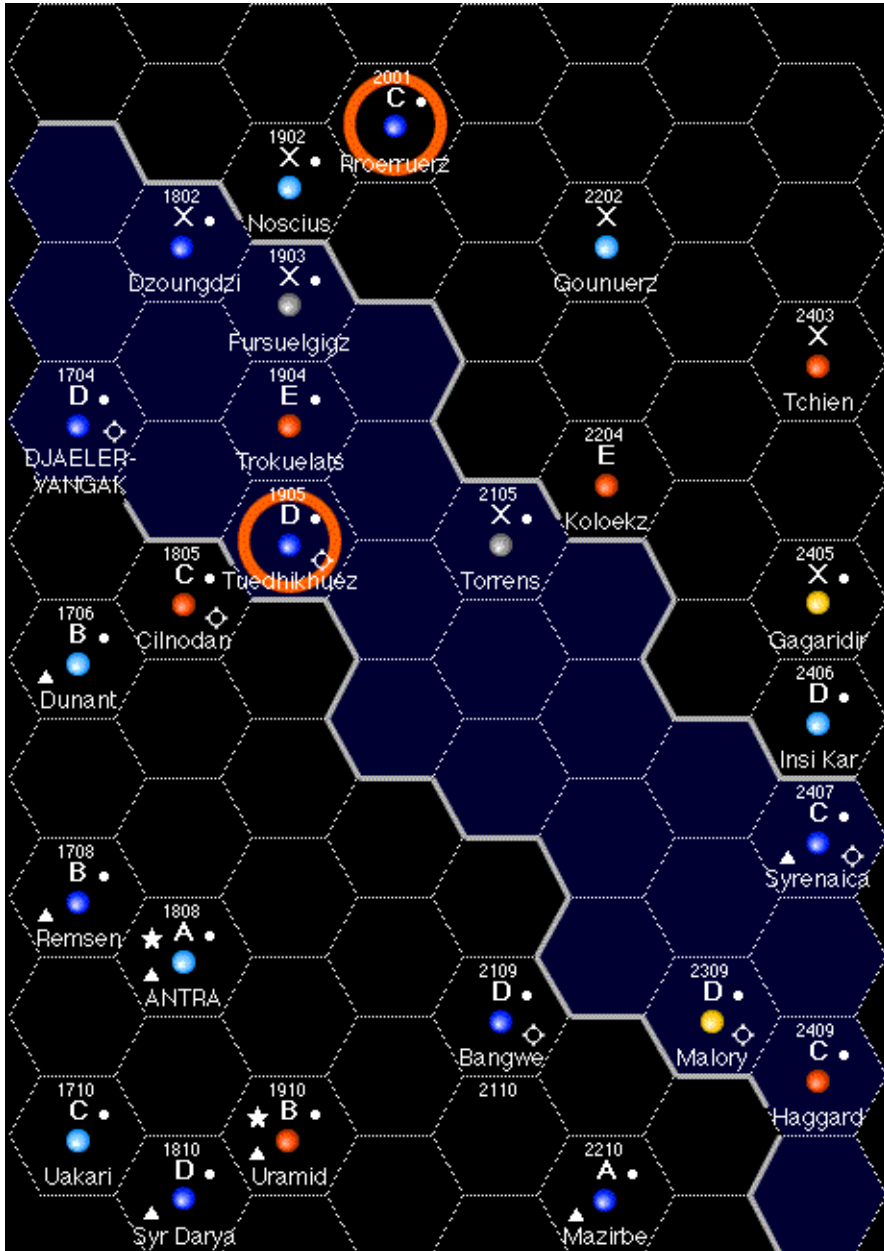 2001
C
Rroerruerz
1902
X
Noscius
1802
X
Dzoungdzi
2202
X
Gounuerz
1903
X
Fursuelgigz
2403
X
Tchien
1704
D
DJAELER-
YANGAK
1904
E
Trokuelats
2204
E
Koloekz
1905
D
Tuedhikhuez
2105
X
Torrens
1805
C
Cilnodan
2405
X
Gagaridir
1706
B
Dunant
2406
D
Insi Kar
2407
C
Syrenaica
1708
B
Remsen
1808
A
ANTRA
2109
D
Bangwe
2309
D
Malory
2409
C
Haggard
1710
C
Uakari
1910
B
Uramid
2110
1810
D
Syr Darya
2210
A
Mazirbe